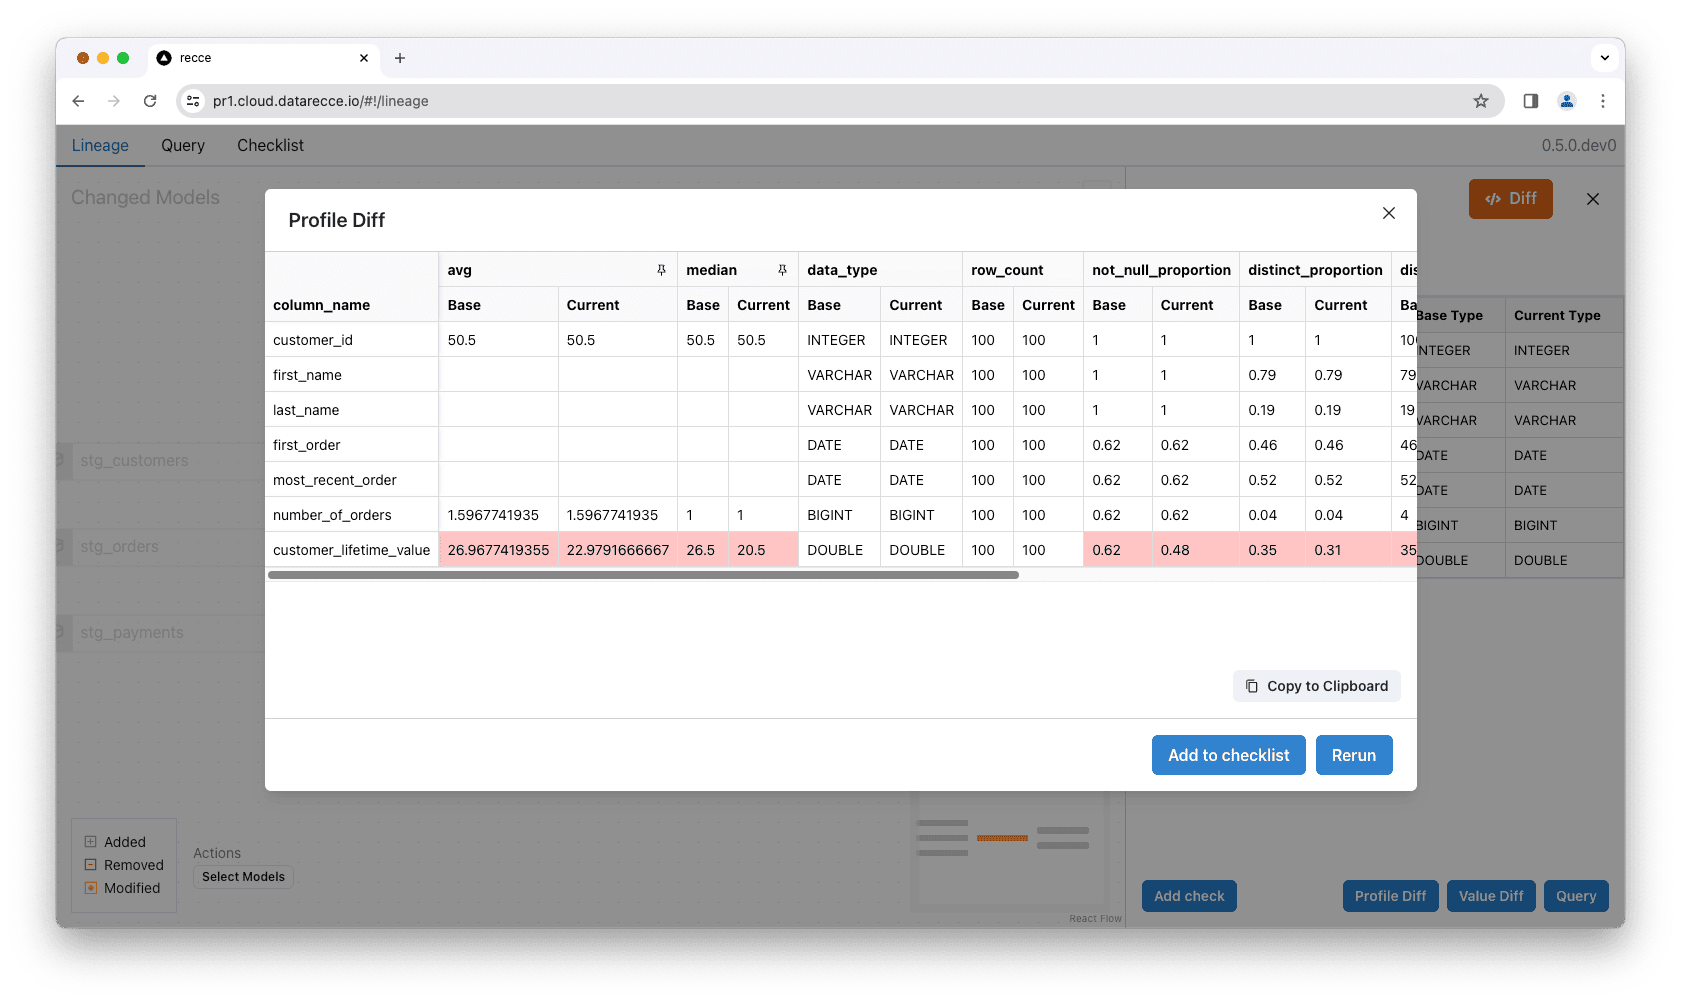 recce
pr1.cloud.datarecce.io/#!/lineage
Lineage Query Checklist 0.5.0.dev0
Changed Models
Diff
Profile Diff
avg median data_type row_count not_null_proportion distinct_proportion
column_name Base Current Base Current Base Current Base Current Base Current Base Current
customer_id 50.5 50.5 50.5 50.5 INTEGER INTEGER 100 100 1 1 1 1
first_name VARCHAR VARCHAR 100 100 1 1 0.79 0.79 79
last_name VARCHAR VARCHAR 100 100 1 1 0.19 0.19 19
first_order DATE DATE 100 100 0.62 0.62 0.46 0.46 46
most_recent_order DATE DATE 100 100 0.62 0.62 0.52 0.52 52
number_of_orders 1.5967741935 1.5967741935 1 1 BIGINT BIGINT 100 100 0.62 0.62 0.04 0.04 4
customer_lifetime_value 26.9677419355 22.9791666667 26.5 20.5 DOUBLE DOUBLE 100 100 0.62 0.48 0.35 0.31 35
Copy to Clipboard
Add to checklist Rerun
Base Type Current Type
INTEGER INTEGER
VARCHAR VARCHAR
VARCHAR VARCHAR
DATE DATE
DATE DATE
BIGINT BIGINT
DOUBLE DOUBLE
stg_customers
stg_orders
stg_payments
Added
Removed
Modified
Actions
Select Models
React Flow
Add check Profile Diff Value Diff Query